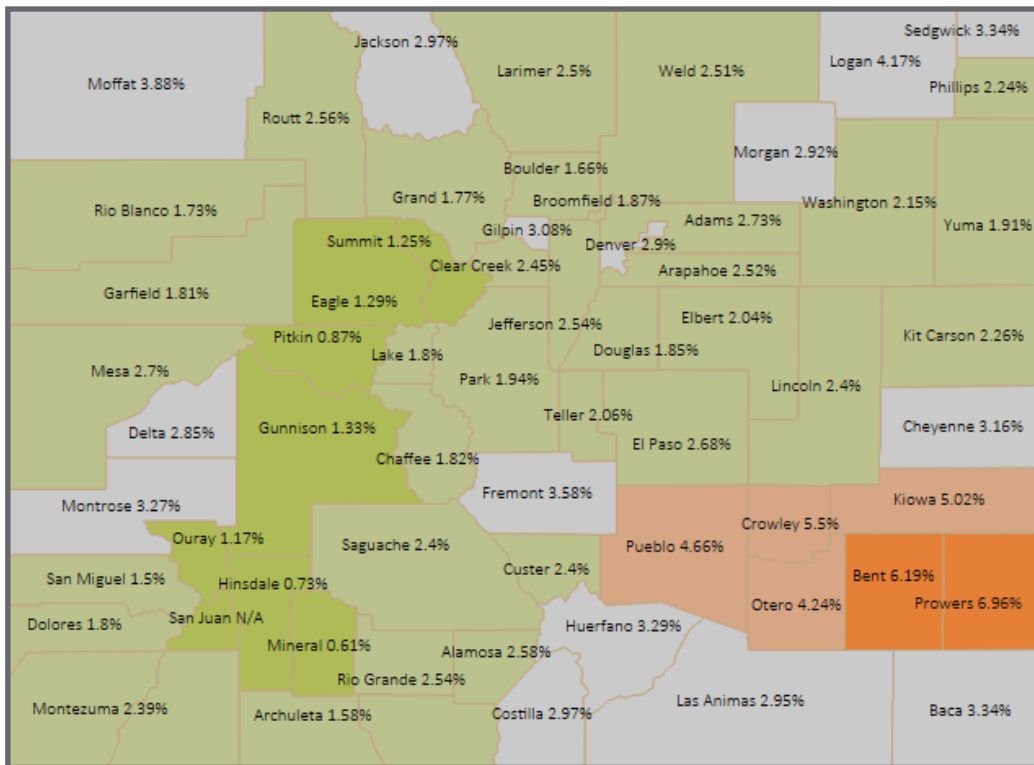 Sedgwick 3.34%
Jackson 2.97%
Logan 4.17%
Larimer 2.5%
Weld 2.51%
Moffat 3.88%
Phillips 2.24%
Routt 2.56%
Morgan 2.92%
Boulder 1.66%
Grand 1.77%
Broomfield 1.87%
Washington 2.15%
Rio Blanco 1.73%
Adams 2.73%
Yuma 1.91%
Gilpin 3.08%
Summit 1.25%
Denver 2.9%
Clear Creek 2.45%
Arapahoe 2.52%
Garfield 1.81%
Eagle 1.29%
Jefferson 2.54%
Elbert 2.04%
Pitkin 0.87%
Kit Carson 2.26%
Douglas 1.85%
Lake 1.8%
Mesa 2.7%
Park 1.94%
Lincoln 2.4%
Teller 2.06%
Cheyenne 3.16%
Delta 2.85%
Gunnison 1.33%
El Paso 2.68%
Chaffee 1.82%
Fremont 3.58%
Kiowa 5.02%
Montrose 3.27%
Crowley 5.5%
Ouray 1.17%
Saguache 2.4%
Pueblo 4.66%
Custer 2.4%
Bent 6.19%
San Miguel 1.5%
Hinsdale 0.73%
Otero 4.24%
Prowers 6.96%
San Juan N/A
Dolores 1.8%
Huerfano 3.29%
Mineral 0.61%
Alamosa 2.58%
Rio Grande 2.54%
Las Animas 2.95%
Montezuma 2.39%
Baca 3.34%
Archuleta 1.58%
Costilla 2.97%